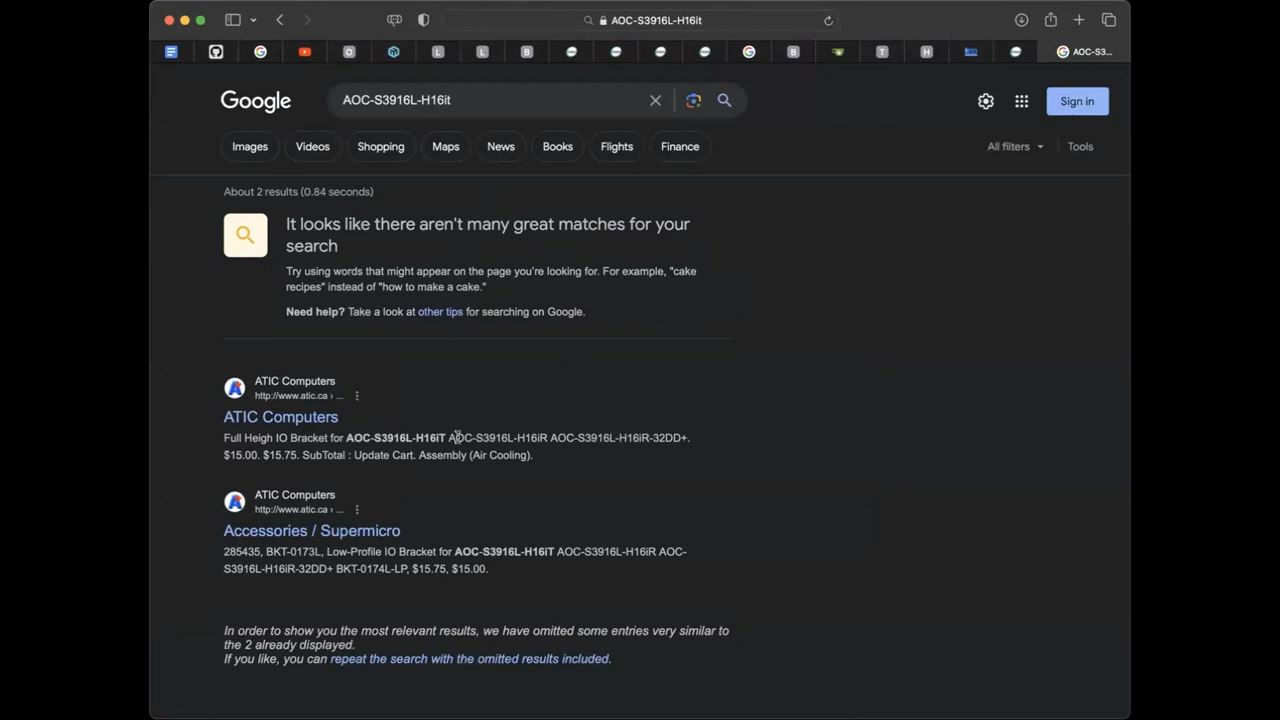 AOC-S3916L-H16it
AOC-S3...
Google
AOC-S3916L-H16it
Sign in
Images
Videos
Shopping
Maps
News
Books
Flights
Finance
All filters
Tools
About 2 results (0.84 seconds)
It looks like there aren't many great matches for your
search
Try using words that might appear on the page you're looking for. For example, "cake
recipes" instead of "how to make a cake."
Need help? Take a look at other tips for searching on Google.
ATIC Computers
http://www.atic.ca › ...
ATIC Computers
Full Heigh IO Bracket for AOC-S3916L-H16iT AOC-S3916L-H16iR AOC-S3916L-H16iR-32DD+.
$15.00. $15.75. SubTotal : Update Cart. Assembly (Air Cooling).
ATIC Computers
http://www.atic.ca › ...
Accessories / Supermicro
285435, BKT-0173L, Low-Profile IO Bracket for AOC-S3916L-H16iT AOC-S3916L-H16iR AOC-
S3916L-H16iR-32DD+ BKT-0174L-LP, $15.75, $15.00.
In order to show you the most relevant results, we have omitted some entries very similar to
the 2 already displayed.
If you like, you can repeat the search with the omitted results included.